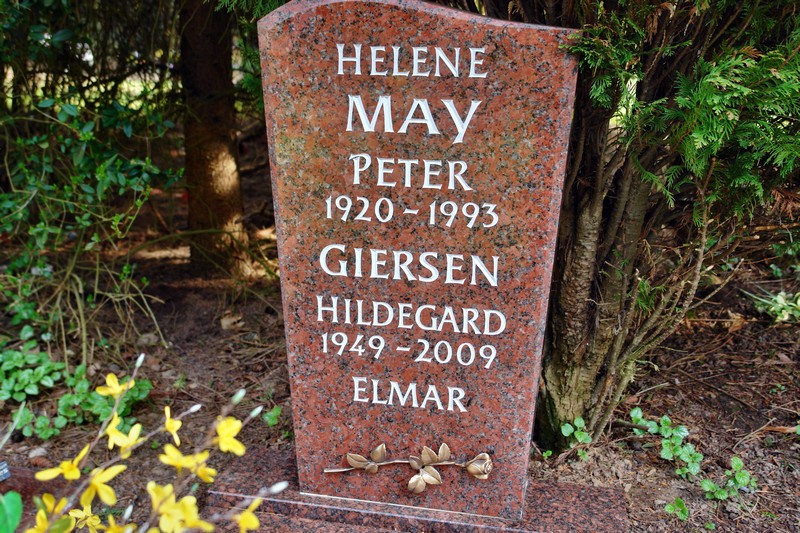 HELENE
MAY
PETER
1920 – 1993
GIERSEN
HILDEGARD
1949 – 2009
ELMAR